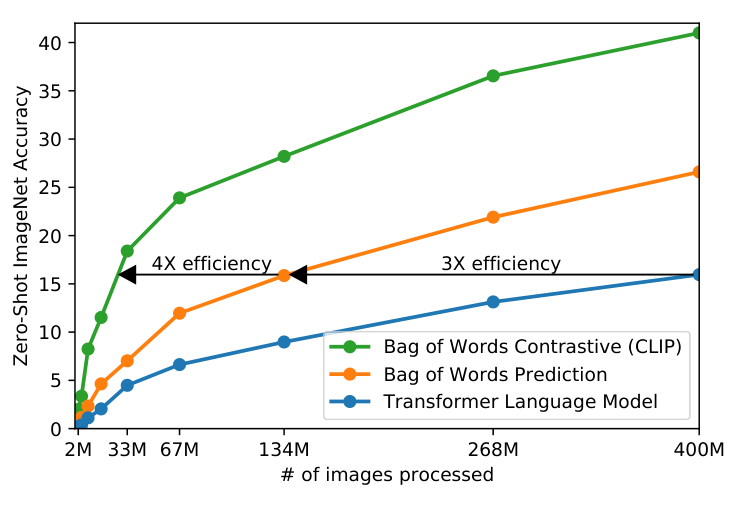 40
35
30
25
20
15
10
5
0
Zero-Shot ImageNet Accuracy
4X efficiency
3X efficiency
Bag of Words Contrastive (CLIP)
Bag of Words Prediction
Transformer Language Model
2M 33M 67M 134M 268M 400M
# of images processed